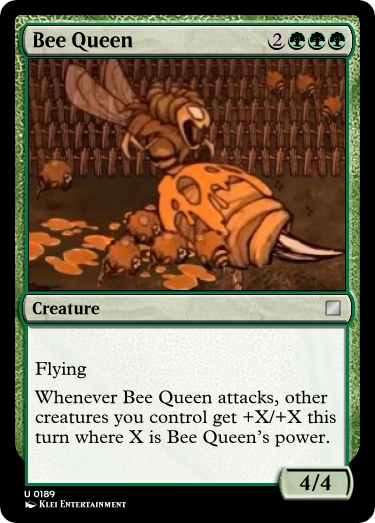 Bee Queen 2
Creature
Flying
Whenever Bee Queen attacks, other
creatures you control get +X/+X this
turn where X is Bee Queen's power.
4/4
U 0189
Klei Entertainment